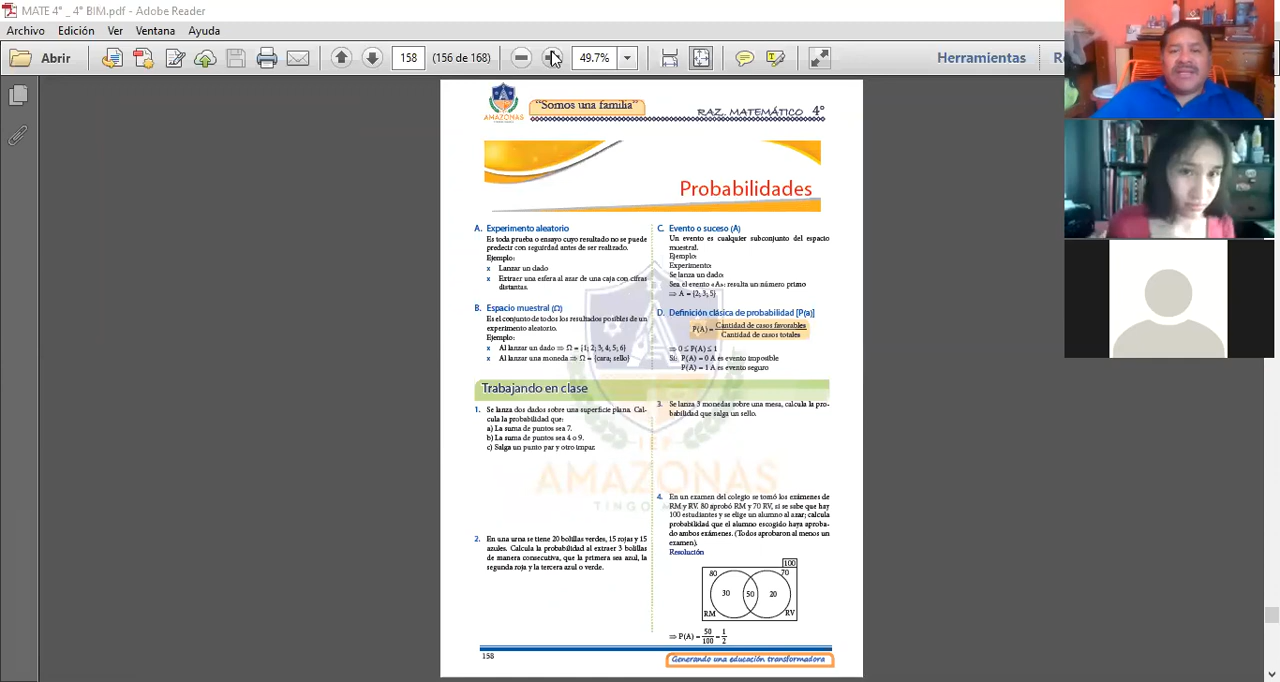 MATE 4° _ 4° BIM.pdf - Adobe Reader
Archivo Edición Ver Ventana Ayuda
Abrir 158 (156 de 168) 49.7% Herramientas
"Somos una familia"
AMAZONAS
RAZ. MATEMÁTICO 4°
Probabilidades
A. Experimento aleatorio
Es toda prueba o ensayo cuyo resultado no se puede
predecir con seguirdad antes de ser realizado.
Ejemplo:
x Lanzar un dado
x Extraer una esfera al azar de una caja con cifras
distantas.
B. Espacio muestral (Ω)
Es el conjunto de todos los resultados posibles de un
experimento aleatorio.
Ejemplo:
x Al lanzar un dado ⇒ Ω = {1; 2; 3; 4; 5; 6}
x Al lanzar una moneda ⇒ Ω = {cara; sello}
C. Evento o suceso (A)
Un evento es cualquier subconjunto del espacio
muestral.
Ejemplo:
Experimento:
Se lanza un dado:
Sea el evento «A»: resulta un número primo
⇒ A = {2; 3; 5}
D. Definición clásica de probabilidad [P(a)]
P(A) = Cantidad de casos favorables
Cantidad de casos totales
⇒ 0 ≤ P(A) ≤ 1
Si: P(A) = 0 A es evento imposible
P(A) = 1 A es evento seguro
Trabajando en clase
1. Se lanza dos dados sobre una superficie plana. Cal-
cula la probabilidad que:
a) La suma de puntos sea 7.
b) La suma de puntos sea 4 o 9.
c) Salga un punto par y otro impar.
2. En una urna se tiene 20 bolillas verdes, 15 rojas y 15
azules. Calcula la probabilidad al extraer 3 bolillas
de manera consecutiva, que la primera sea azul, la
segunda roja y la tercera azul o verde.
3. Se lanza 3 monedas sobre una mesa, calcula la pro-
babilidad que salga un sello.
4. En un examen del colegio se tomó los exámenes de
RM y RV. 80 aprobó RM y 70 RV, si se sabe que hay
100 estudiantes y se elige un alumno al azar; calcula
probabilidad que el alumno escogido haya aproba-
do ambos exámenes. (Todos aprobaron al menos un
examen).
Resolución
100
80 70
30 50 20
RM RV
⇒ P(A) = 50/100 = 1/2
I.E.P
AMAZONAS
158
Generando una educación transformadora